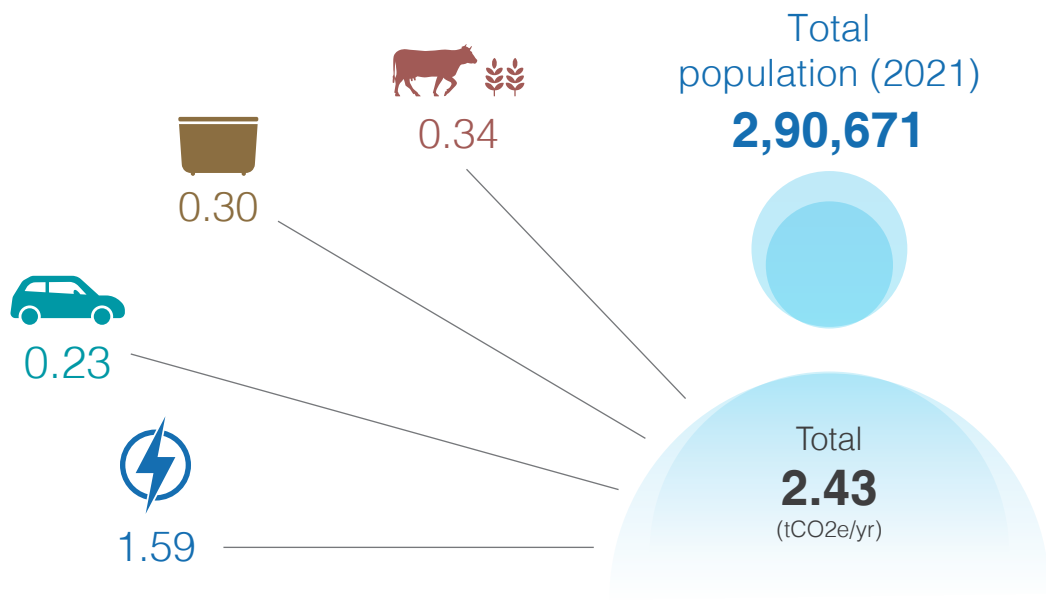 Total
population (2021)
2,90,671
0.34
0.30
0.23
1.59
Total
2.43
(tCO2e/yr)